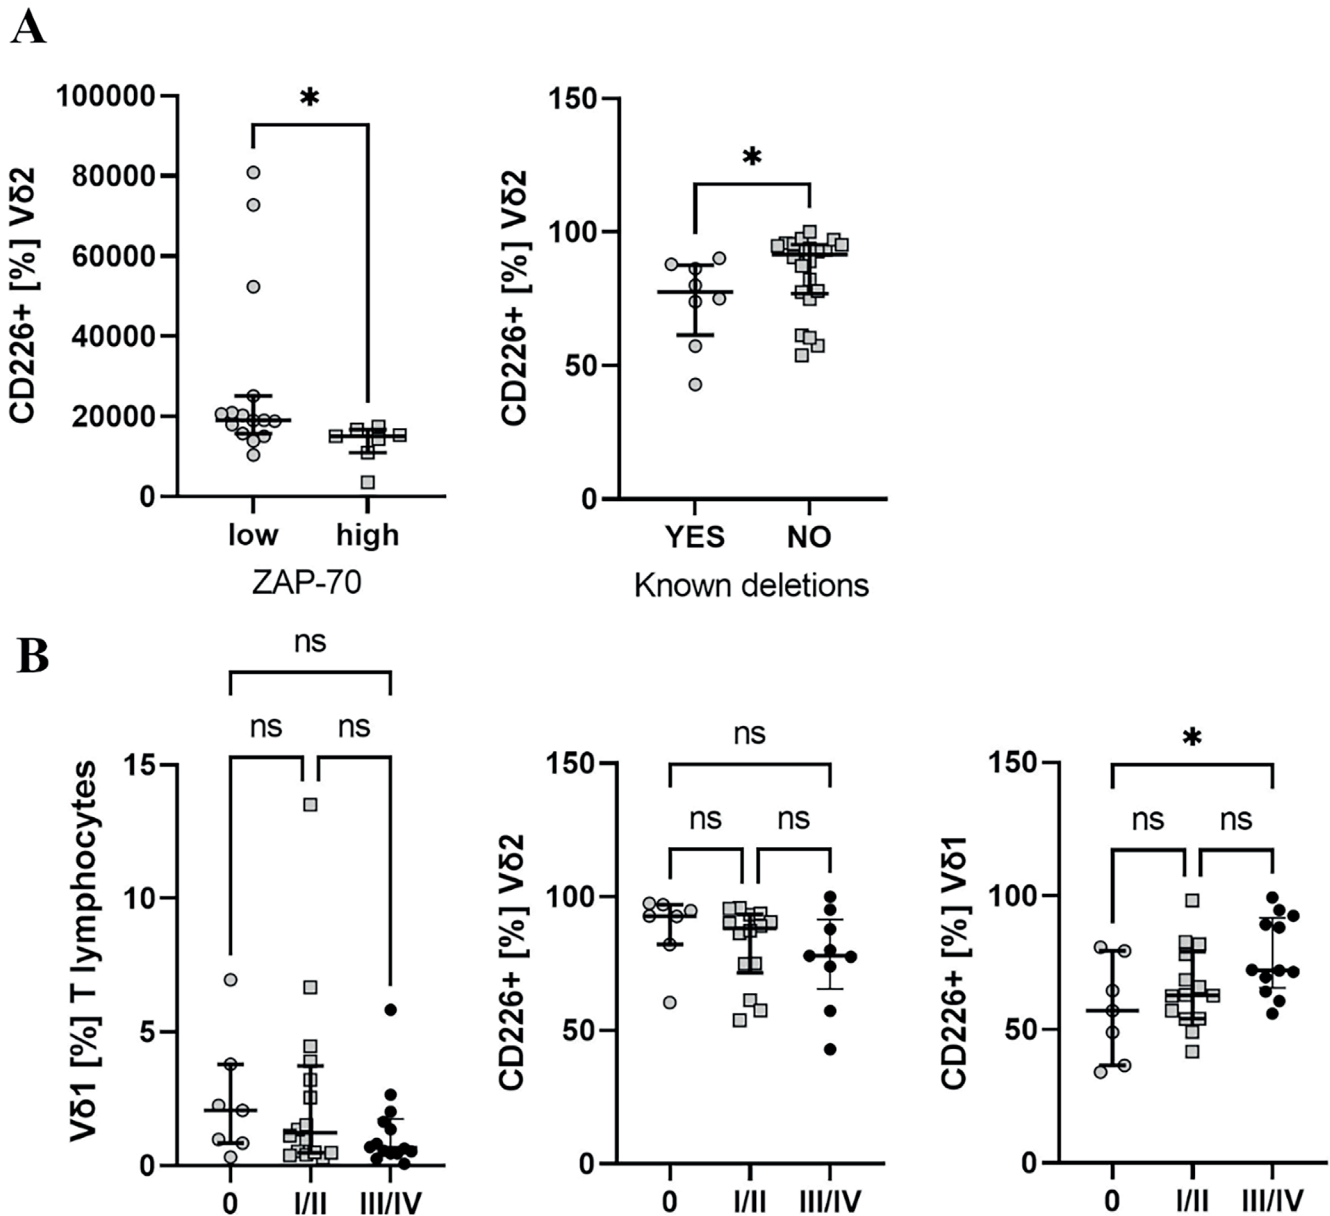 A
CD226+ [%] Vδ2
100000
80000
60000
40000
20000
0
*
low
high
ZAP-70
CD226+ [%] Vδ2
150
100
50
0
*
YES
NO
Known deletions
B
Vδ1 [%] T lymphocytes
15
10
5
0
ns
ns
ns
0
I/II
III/IV
CD226+ [%] Vδ2
150
100
50
0
ns
ns
ns
0
I/II
III/IV
CD226+ [%] Vδ1
150
100
50
0
*
ns
ns
0
I/II
III/IV